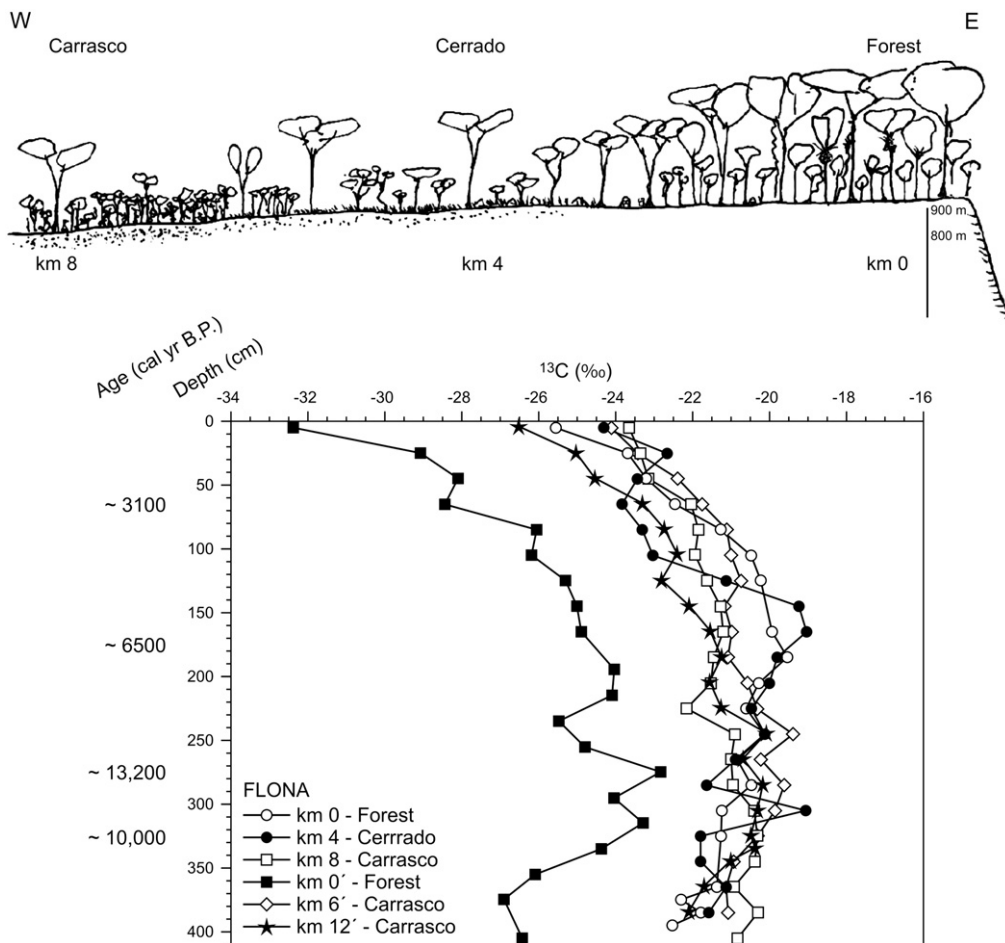 W E
Carrasco Cerrado Forest
900 m
800 m
km 8 km 4 km 0
Age (cal yr B.P.)
Depth (cm)
¹³C (‰)
-34 -32 -30 -28 -26 -24 -22 -20 -18 -16
0
50
~ 3100
100
150
~ 6500
200
250
~ 13,200
300
~ 10,000
350
400
FLONA
km 0 - Forest
km 4 - Cerrrado
km 8 - Carrasco
km 0´ - Forest
km 6´ - Carrasco
km 12´ - Carrasco